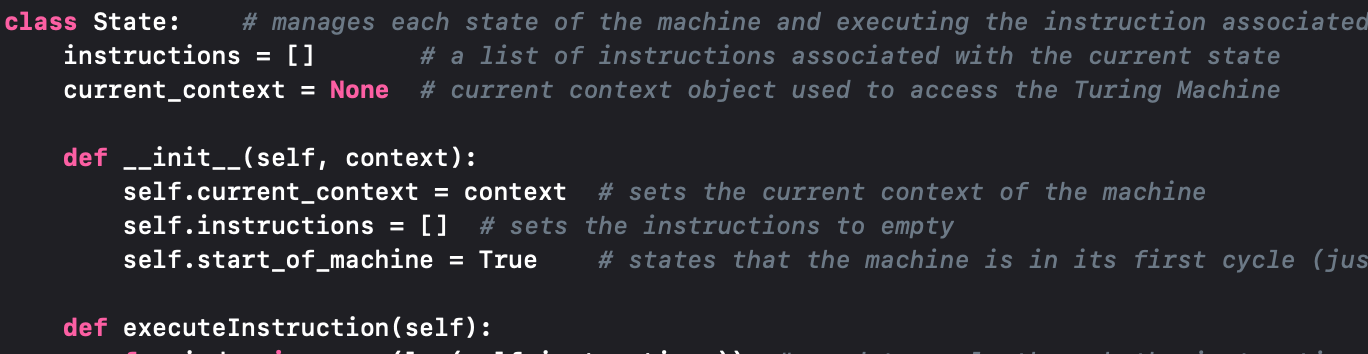 class State:    # manages each state of the machine and executing the instruction associated
    instructions = []       # a list of instructions associated with the current state
    current_context = None  # current context object used to access the Turing Machine
    def __init__(self, context):
        self.current_context = context  # sets the current context of the machine
        self.instructions = []  # sets the instructions to empty
        self.start_of_machine = True    # states that the machine is in its first cycle
    def executeInstruction(self):